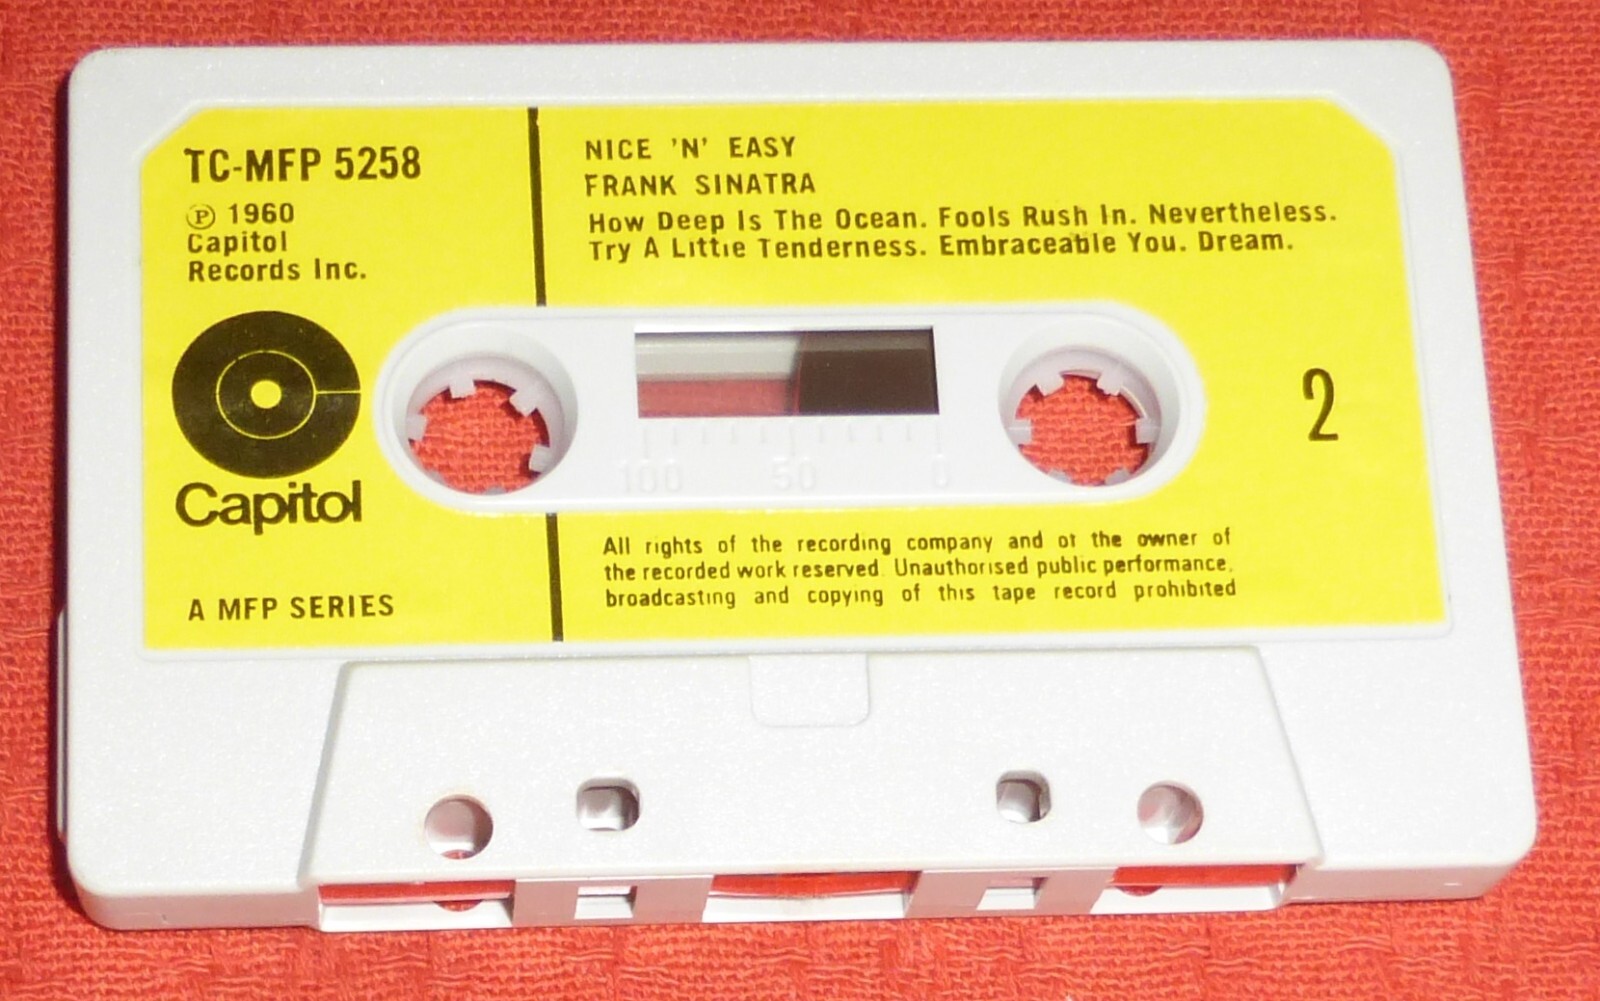 TC-MFP 5258
℗ 1960
Capitol
Records Inc.
Capitol
A MFP SERIES
NICE 'N' EASY
FRANK SINATRA
How Deep Is The Ocean. Fools Rush In. Nevertheless.
Try A Little Tenderness. Embraceable You. Dream.
2
100 50 0
All rights of the recording company and of the owner of
the recorded work reserved. Unauthorised public performance,
broadcasting and copying of this tape record prohibited